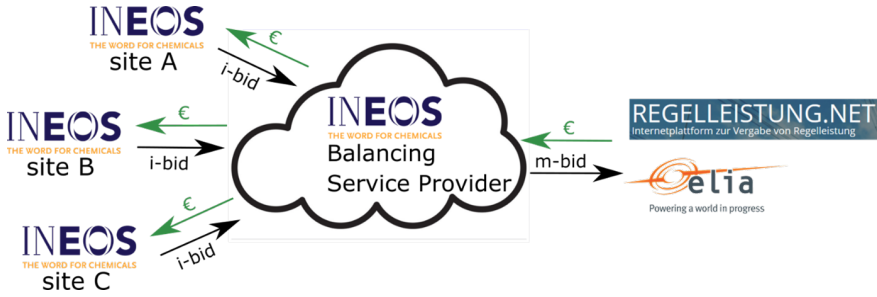 INEOS
THE WORD FOR CHEMICALS
site A
€
i-bid
INEOS
THE WORD FOR CHEMICALS
site B
€
i-bid
INEOS
THE WORD FOR CHEMICALS
site C
€
i-bid
INEOS
THE WORD FOR CHEMICALS
Balancing
Service Provider
€
m-bid
REGELLEISTUNG.NET
Internetplattform zur Vergabe von Regelleistung
elia
Powering a world in progress